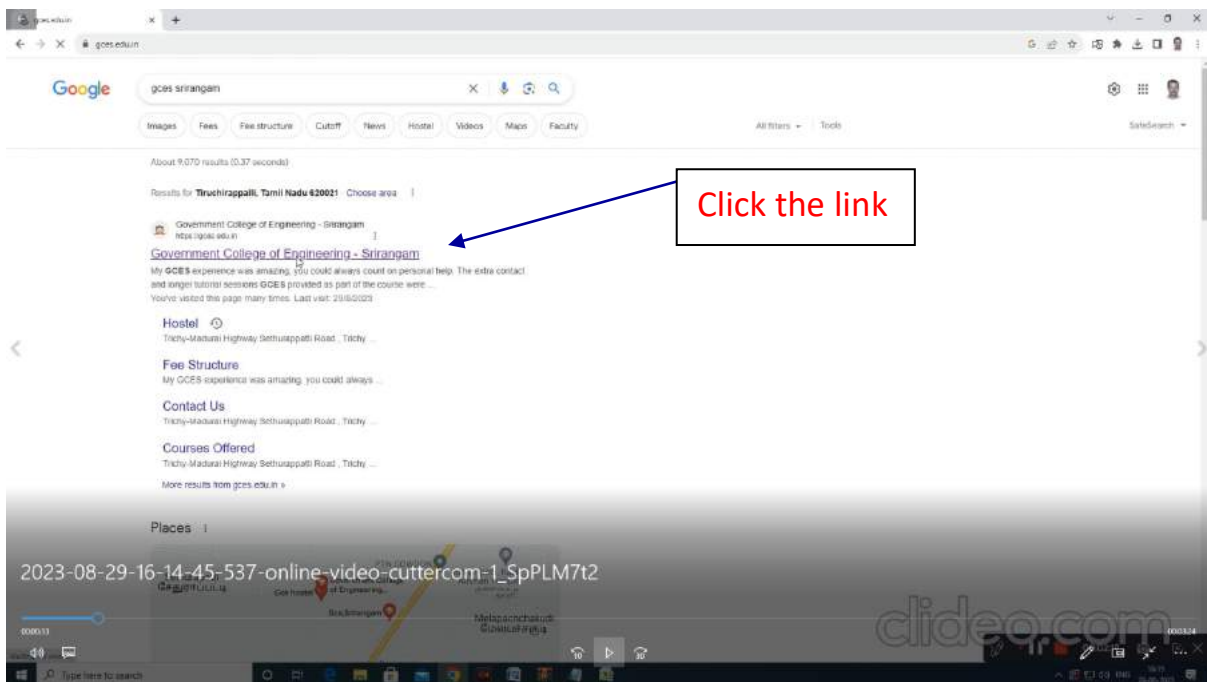 gces.edu.in
gces.edu.in
Google
gces srirangam
Images Fees Fee structure Cutoff News Hostel Videos Maps Faculty All filters Tools SafeSearch
About 9,070 results (0.37 seconds)
Results for Tiruchirappalli, Tamil Nadu 620021 Choose area
Click the link
Government College of Engineering - Srirangam
https://gces.edu.in
Government College of Engineering - Srirangam
My GCES experience was amazing, you could always count on personal help. The extra contact
and longer tutorial sessions GCES provided as part of the course were ...
You've visited this page many times. Last visit: 29/8/2023
Hostel
Trichy-Madurai Highway Sethurappatti Road , Trichy ...
Fee Structure
My GCES experience was amazing, you could always ...
Contact Us
Trichy-Madurai Highway Sethurappatti Road , Trichy ...
Courses Offered
Trichy-Madurai Highway Sethurappatti Road , Trichy ...
More results from gces.edu.in »
Places
2023-08-29-16-14-45-537-online-video-cuttercom-1_SpPLM7t2
clideo.com
10 30
Type here to search